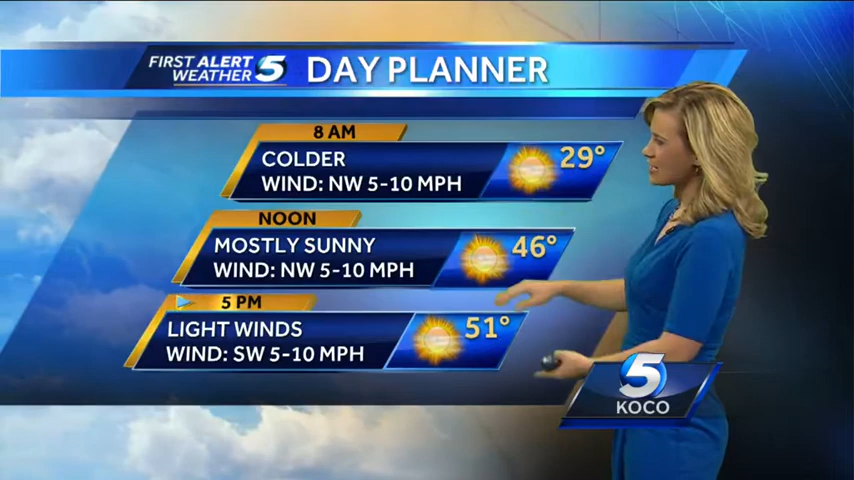 FIRST ALERT
WEATHER 5
DAY PLANNER
8 AM
COLDER
29°
WIND: NW 5-10 MPH
NOON
MOSTLY SUNNY
46°
WIND: NW 5-10 MPH
5 PM
LIGHT WINDS
51°
WIND: SW 5-10 MPH
5
KOCO